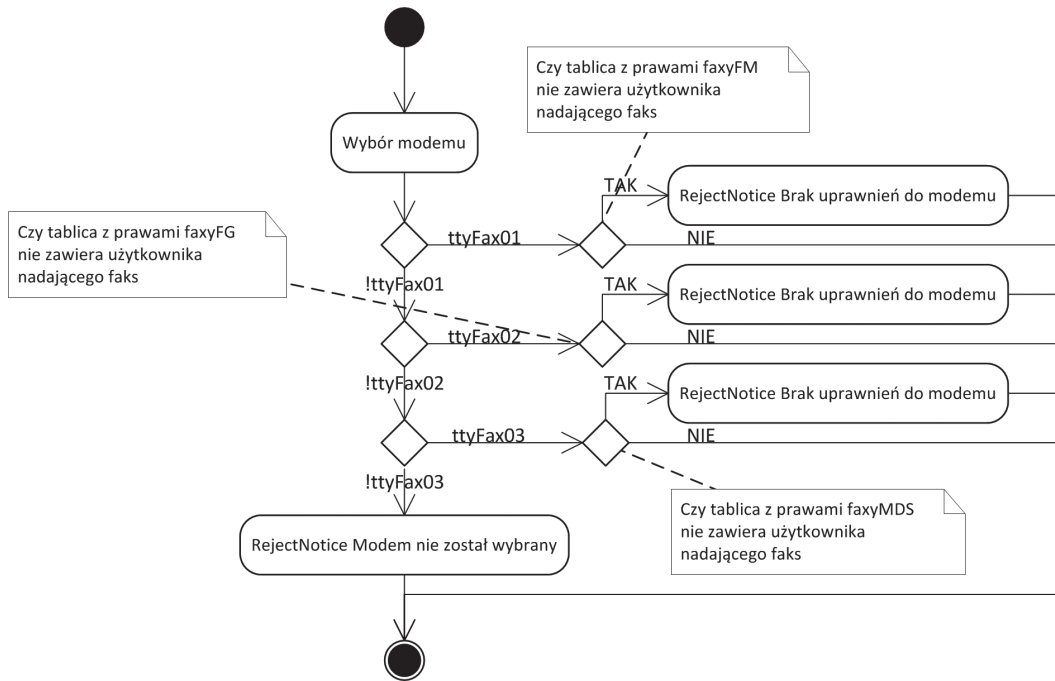 Czy tablica z prawami faxyFM
nie zawiera użytkownika
nadającego faks
Wybór modemu
TAK
RejectNotice Brak uprawnień do modemu
Czy tablica z prawami faxyFG
nie zawiera użytkownika
nadającego faks
ttyFax01
NIE
!ttyFax01
TAK
RejectNotice Brak uprawnień do modemu
ttyFax02
NIE
!ttyFax02
TAK
RejectNotice Brak uprawnień do modemu
ttyFax03
NIE
!ttyFax03
Czy tablica z prawami faxyMDS
nie zawiera użytkownika
nadającego faks
RejectNotice Modem nie został wybrany